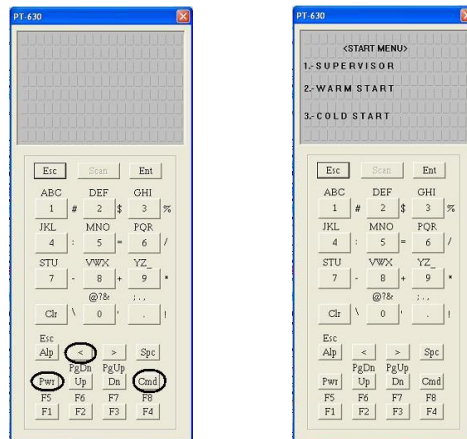 PT-630
Esc Scan Ent
ABC DEF GHI
1 # 2 $ 3 %
JKL MNO PQR
4 : 5 = 6 /
STU VWX YZ_
7 - 8 + 9 *
@?& ; . ,
Clr \ 0 ' . !
Esc
Alp < > Spc
PgDn PgUp
Pwr Up Dn Cmd
F5 F6 F7 F8
F1 F2 F3 F4
PT-630
<START MENU>
1.-SUPERVISOR
2.-WARM START
3.-COLD START
Esc Scan Ent
ABC DEF GHI
1 # 2 $ 3 %
JKL MNO PQR
4 : 5 = 6 /
STU VWX YZ_
7 - 8 + 9 *
@?& ; . ,
Clr \ 0 ' . !
Esc
Alp < > Spc
PgDn PgUp
Pwr Up Dn Cmd
F5 F6 F7 F8
F1 F2 F3 F4